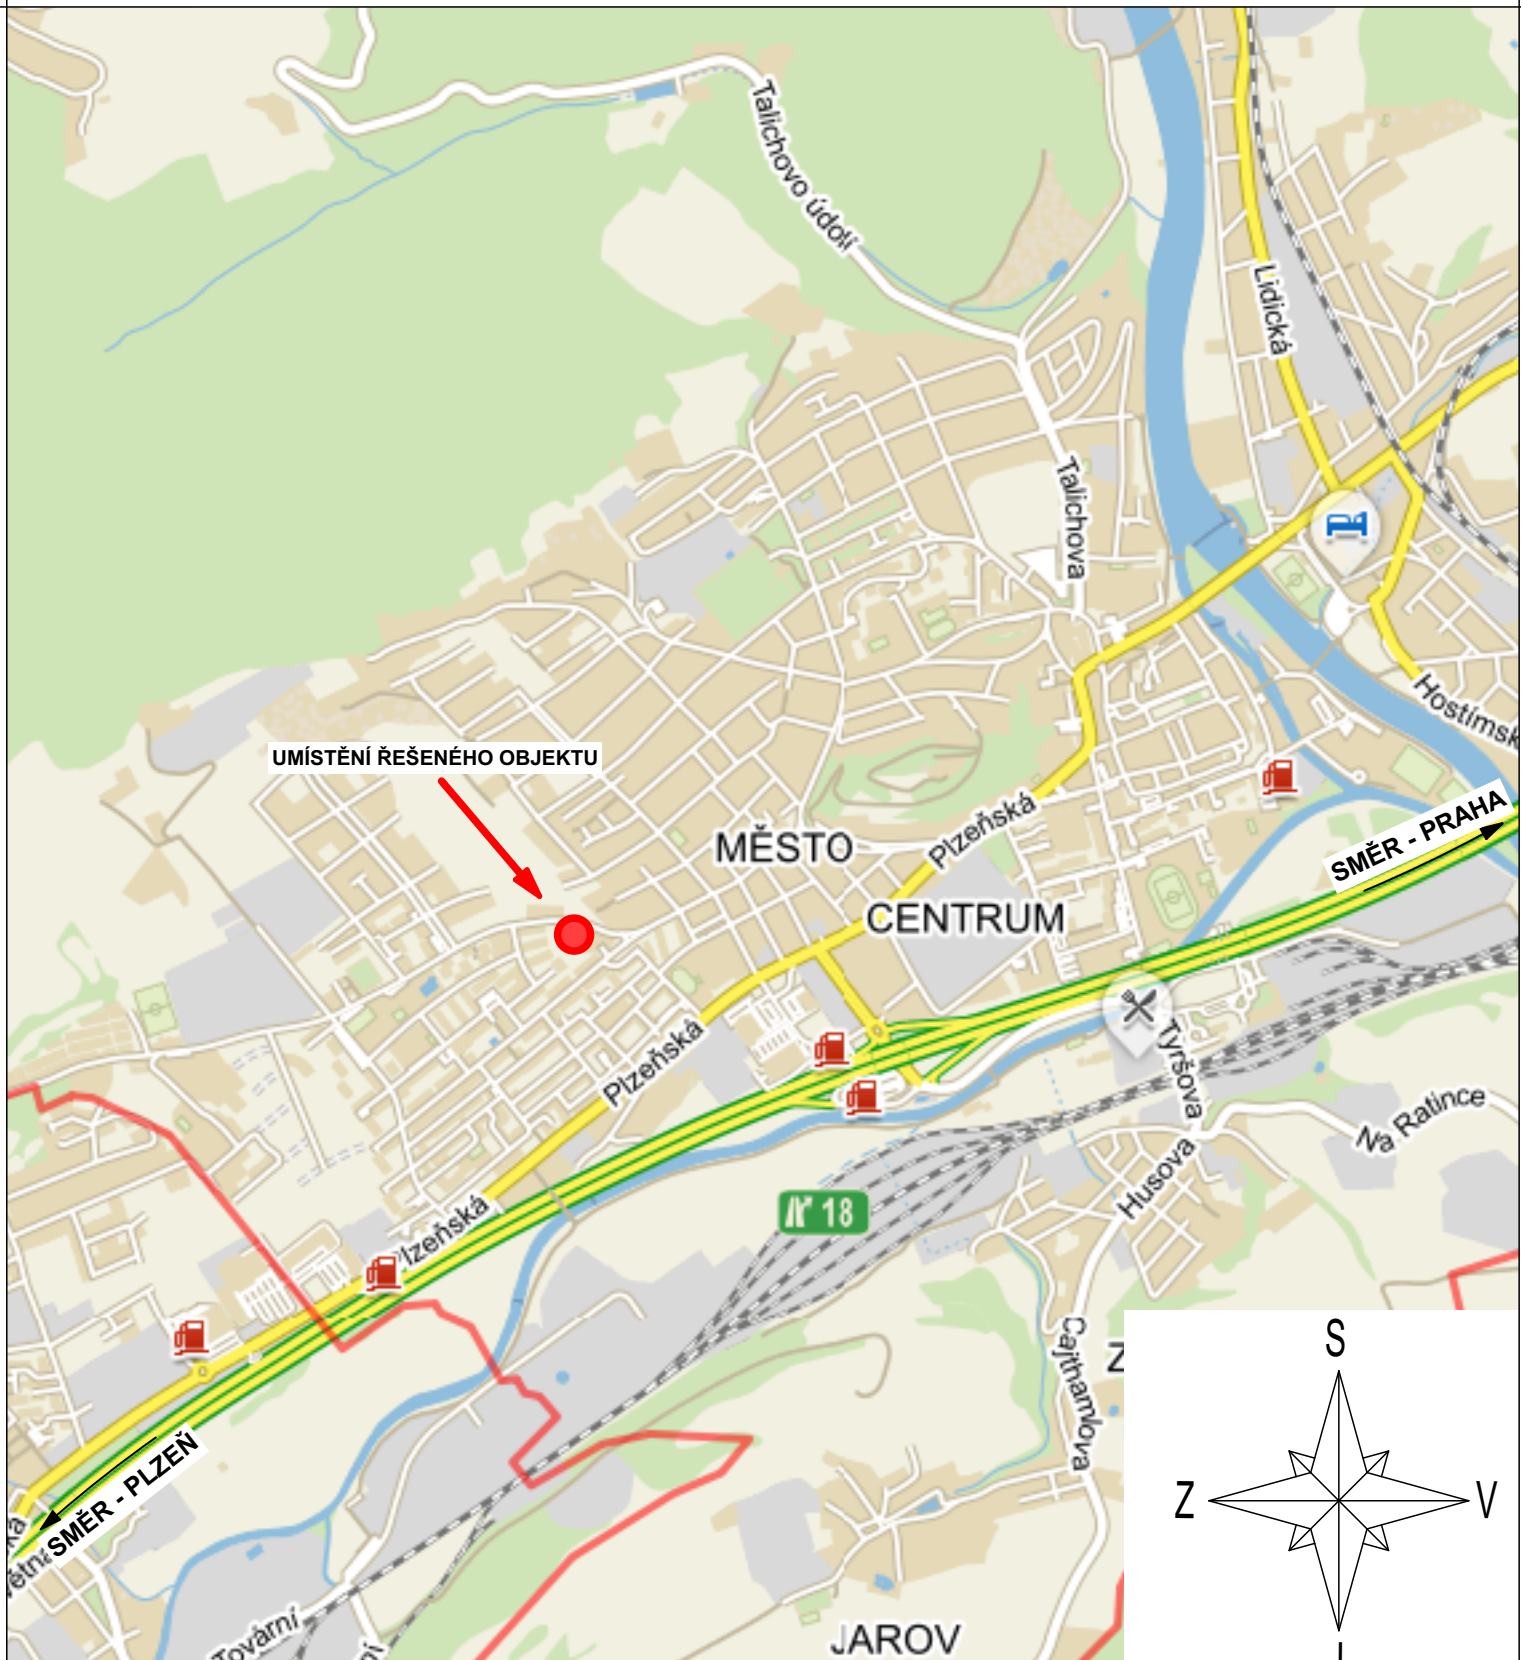 Talichovo údolí
Lidická
Talichova
Hostímsk
UMÍSTĚNÍ ŘEŠENÉHO OBJEKTU
MĚSTO
Plzeňská
SMĚR - PRAHA
CENTRUM
Plzeňská
Tyršova
Na Ratince
Husova
18
Plzeňská
Cajthamlova
Z
S
Z
V
J
SMĚR - PLZEŇ
Tovární
JAROV